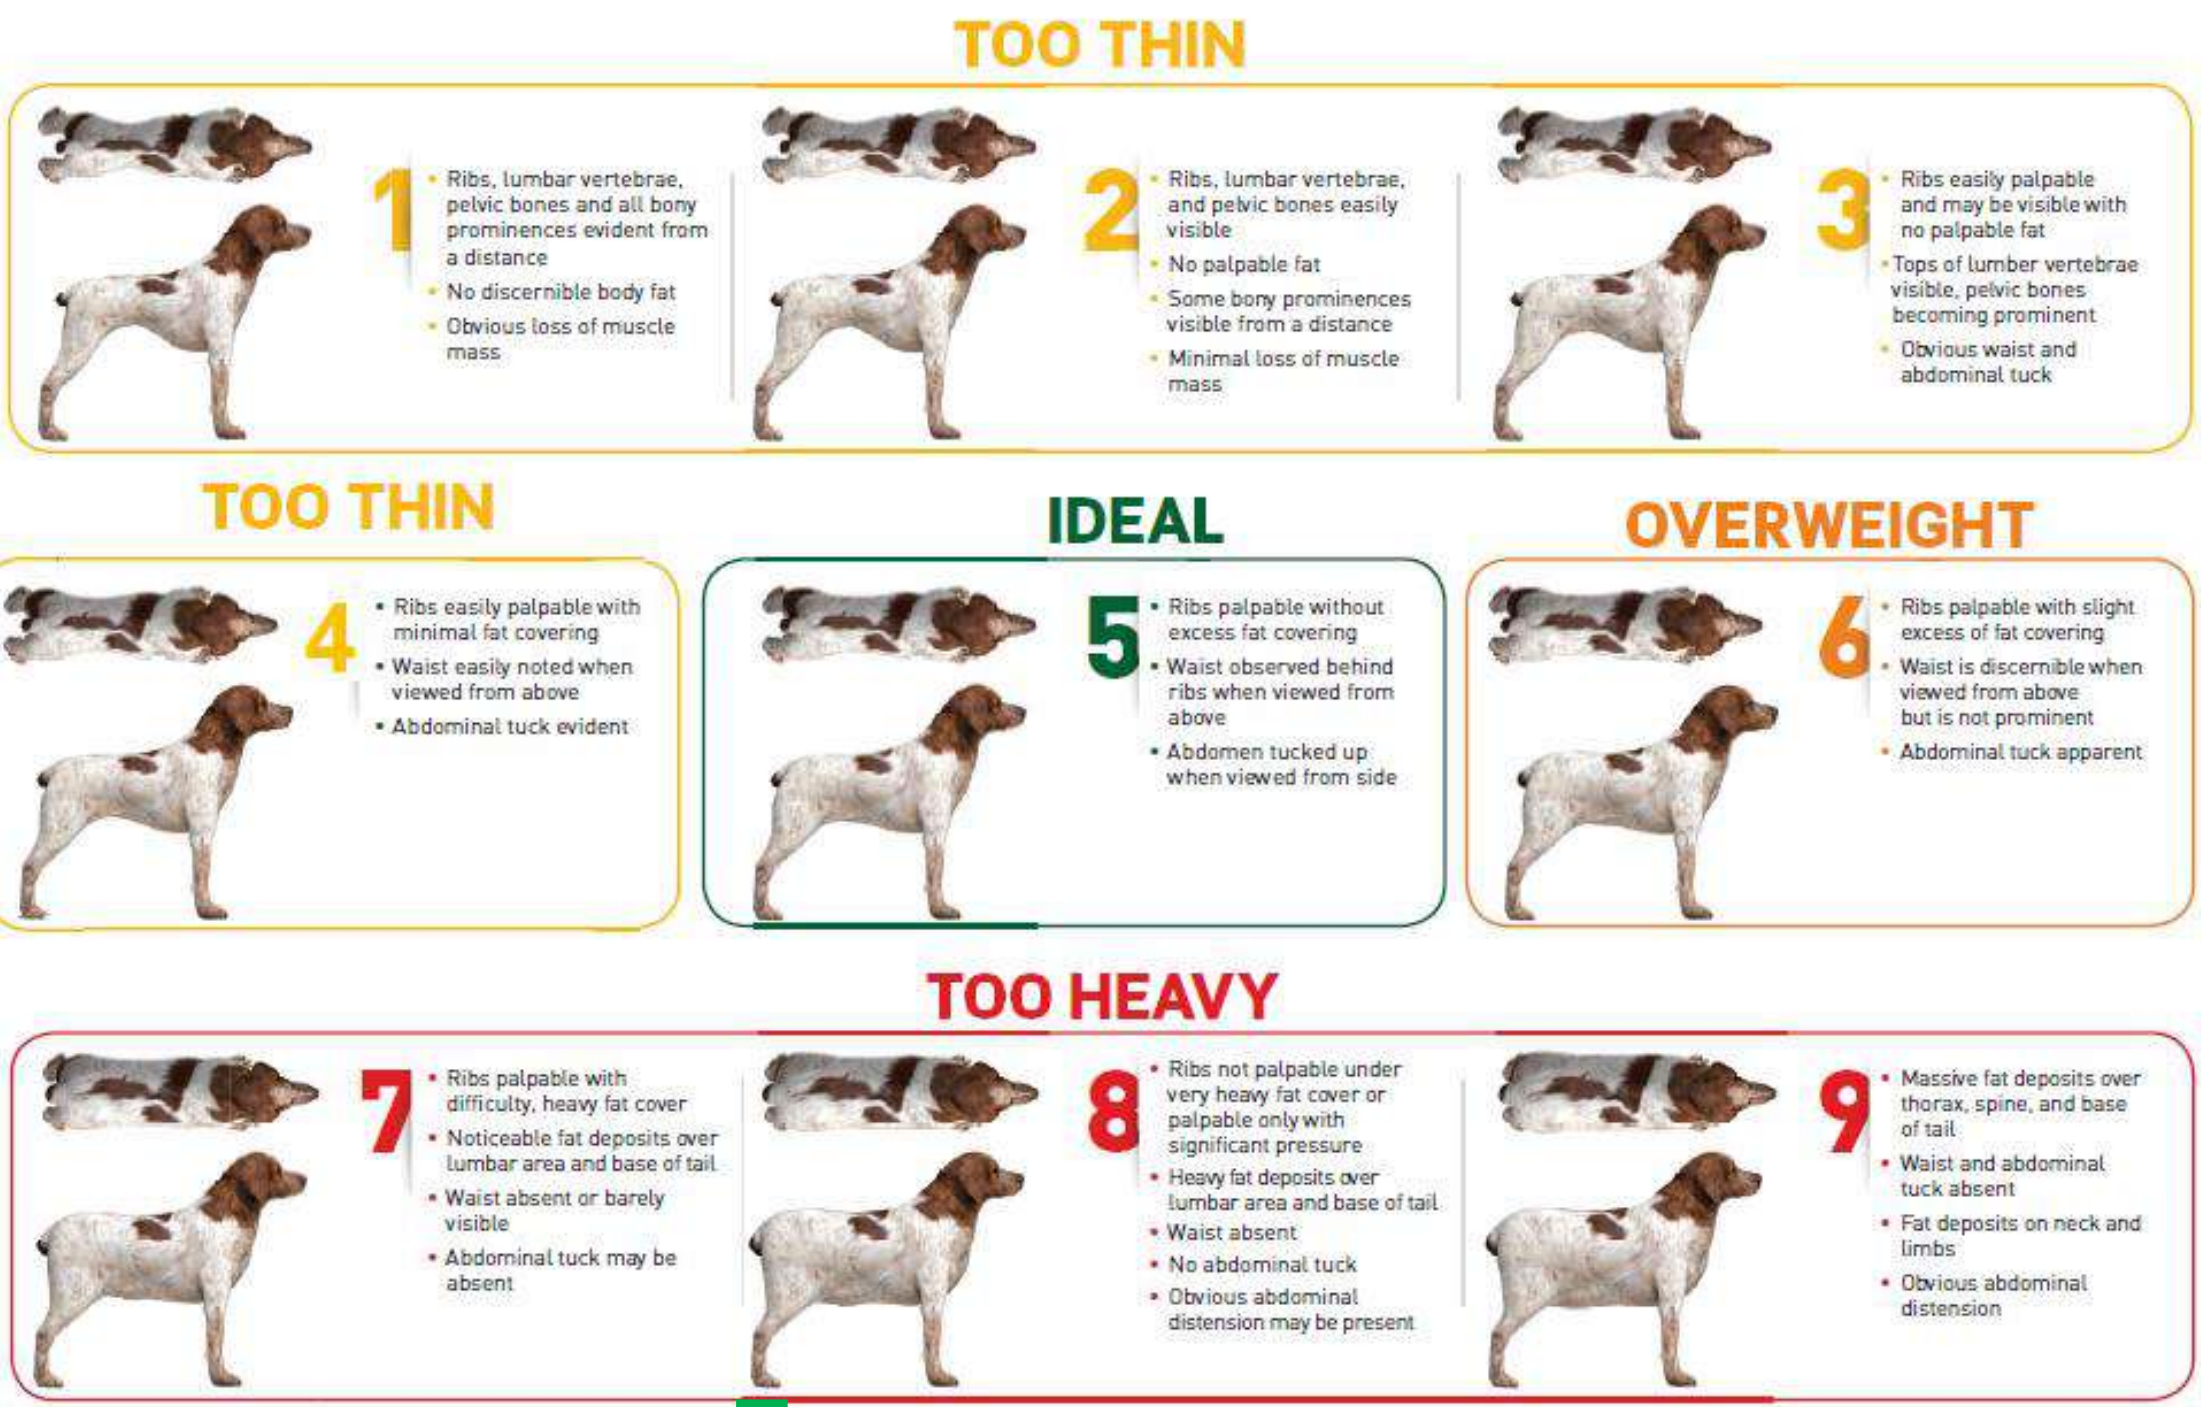 TOO THIN
1
• Ribs, lumbar vertebrae,
pelvic bones and all bony
prominences evident from
a distance
• No discernible body fat
• Obvious loss of muscle
mass
2
• Ribs, lumbar vertebrae,
and pelvic bones easily
visible
• No palpable fat
• Some bony prominences
visible from a distance
• Minimal loss of muscle
mass
3
• Ribs easily palpable
and may be visible with
no palpable fat
• Tops of lumber vertebrae
visible, pelvic bones
becoming prominent
• Obvious waist and
abdominal tuck
TOO THIN
4
• Ribs easily palpable with
minimal fat covering
• Waist easily noted when
viewed from above
• Abdominal tuck evident
IDEAL
5
• Ribs palpable without
excess fat covering
• Waist observed behind
ribs when viewed from
above
• Abdomen tucked up
when viewed from side
OVERWEIGHT
6
• Ribs palpable with slight
excess of fat covering
• Waist is discernible when
viewed from above
but is not prominent
• Abdominal tuck apparent
TOO HEAVY
7
• Ribs palpable with
difficulty, heavy fat cover
• Noticeable fat deposits over
lumbar area and base of tail
• Waist absent or barely
visible
• Abdominal tuck may be
absent
8
• Ribs not palpable under
very heavy fat cover or
palpable only with
significant pressure
• Heavy fat deposits over
lumbar area and base of tail
• Waist absent
• No abdominal tuck
• Obvious abdominal
distension may be present
9
• Massive fat deposits over
thorax, spine, and base
of tail
• Waist and abdominal
tuck absent
• Fat deposits on neck and
limbs
• Obvious abdominal
distension